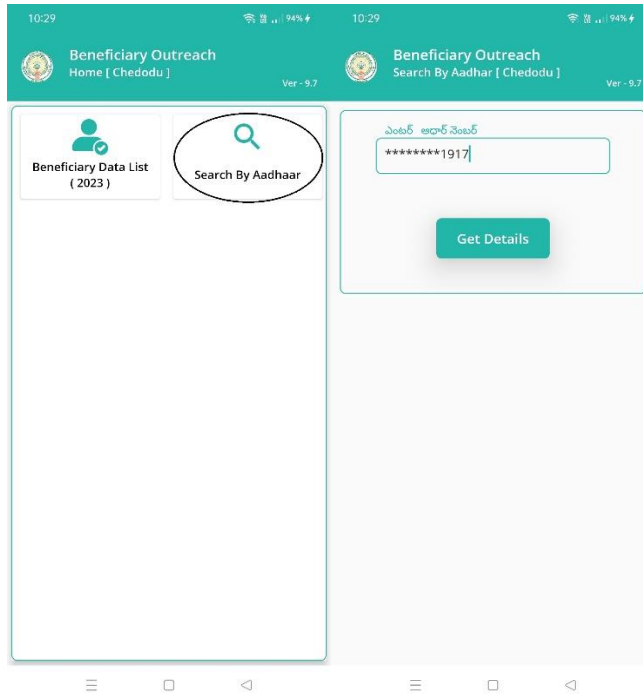 10:29
94%
Beneficiary Outreach
Home [ Chedodu ]
Ver - 9.7
Beneficiary Data List
( 2023 )
Search By Aadhaar
10:29
94%
Beneficiary Outreach
Search By Aadhar [ Chedodu ]
Ver - 9.7
ఎంటర్ ఆధార్ నెంబర్
********1917
Get Details